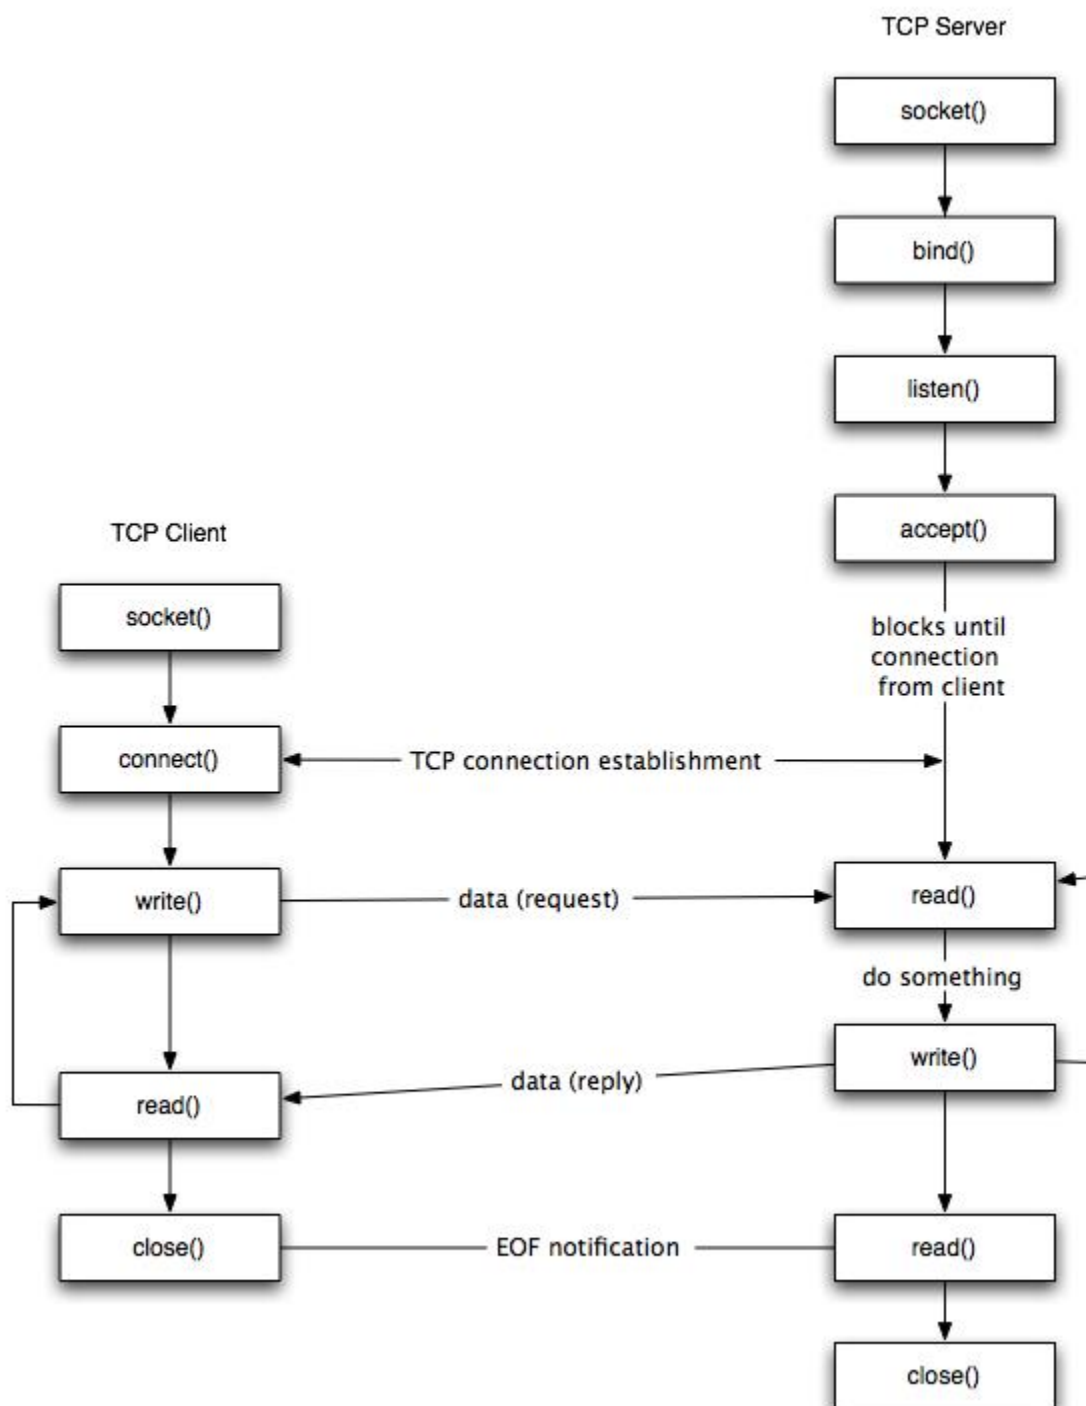 TCP Server
socket()
bind()
listen()
accept()
TCP Client
socket()
blocks until
connection
from client
connect()
TCP connection establishment
write()
data (request)
read()
do something
write()
data (reply)
read()
close()
EOF notification
read()
close()